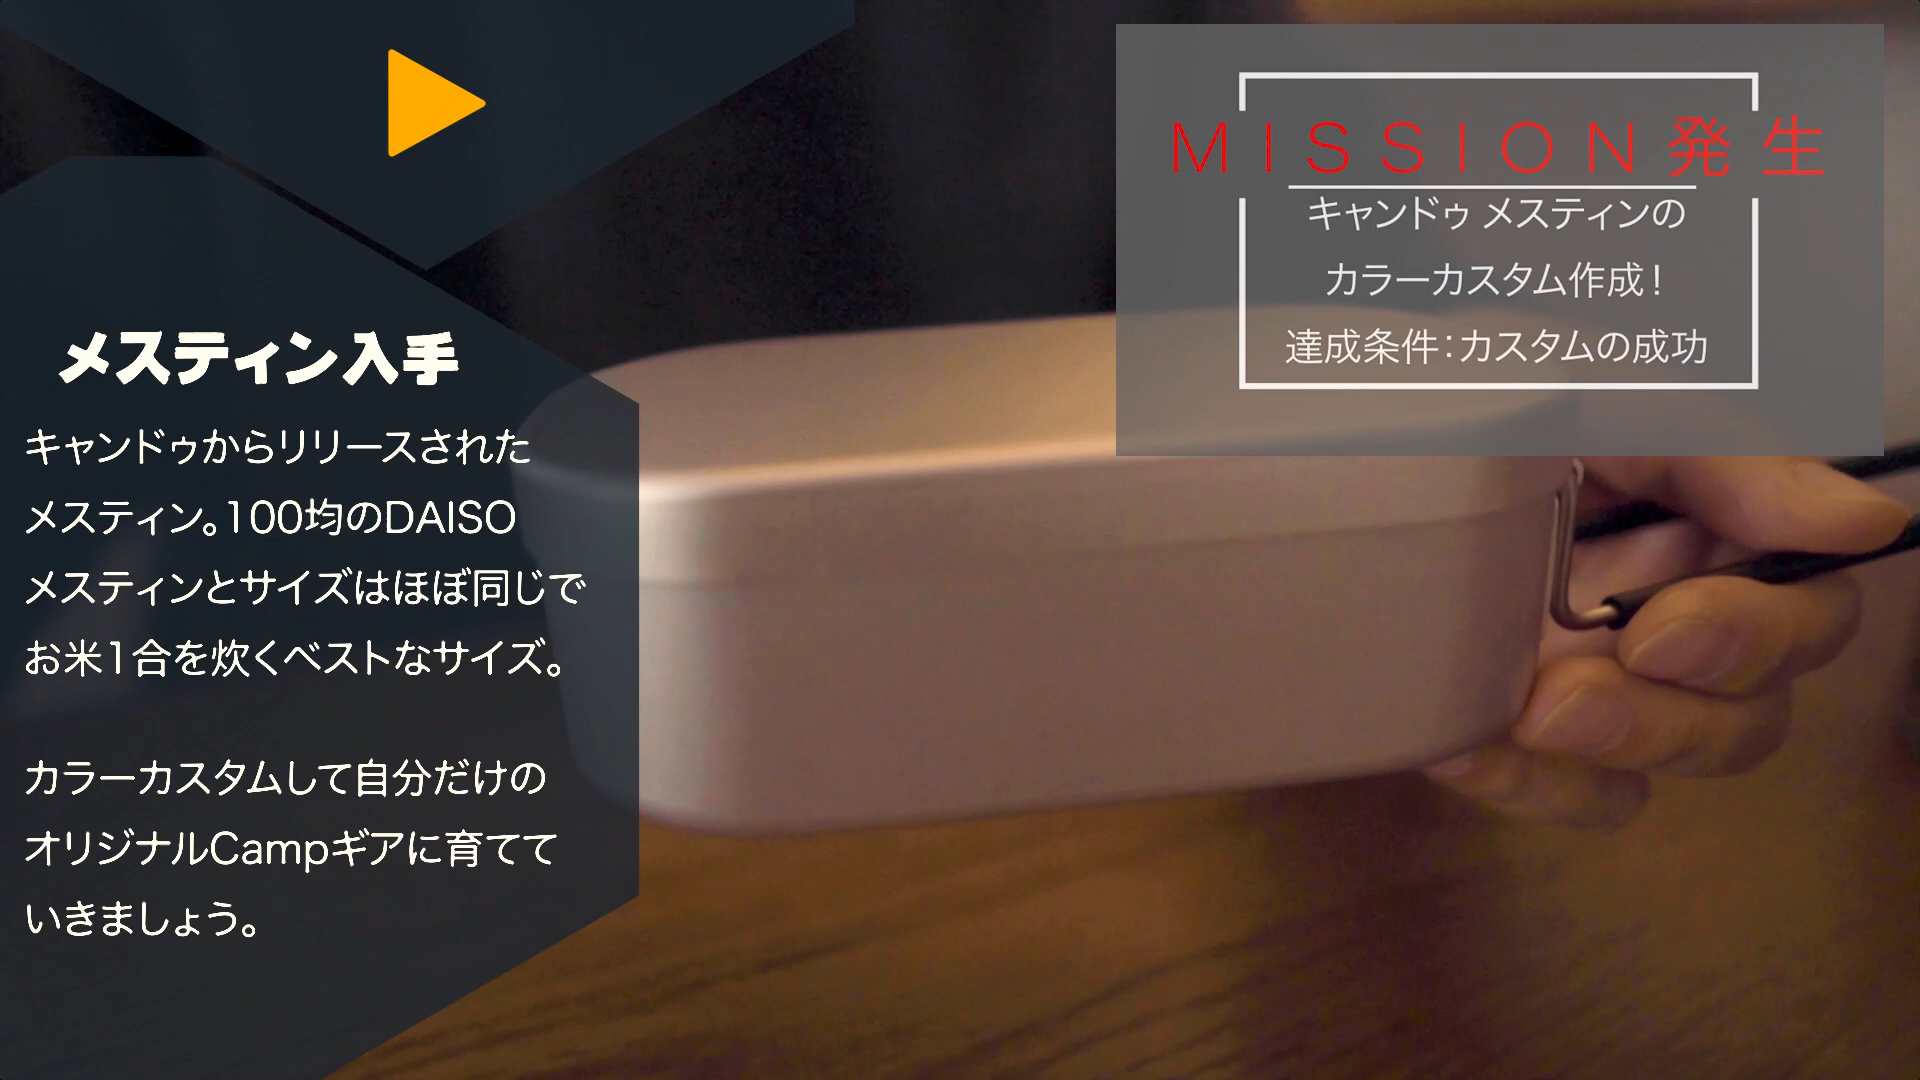 メスティン入手
キャンドゥからリリースされた
メスティン。100均のDAISO
メスティンとサイズはほぼ同じで
お米1合を炊くベストなサイズ。
カラーカスタムして自分だけの
オリジナルCampギアに育てて
いきましょう。
MISSION発生
キャンドゥ メスティンの
カラーカスタム作成!
達成条件:カスタムの成功